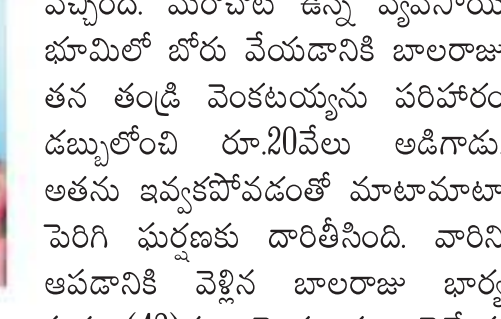 వచ్చింది. మరోచోట ఉన్న వ్యవసాయ
భూమిలో బోరు వేయడానికి బాలరాజు
తన తండ్రి వెంకటయ్యను పరిహారం
డబ్బులోంచి రూ.20వేలు అడిగాడు.
అతను ఇవ్వకపోవడంతో మాటామాటా
పెరిగి ఘర్షణకు దారితీసింది. వారిని
ఆపడానికి వెళ్లిన బాలరాజు భార్య